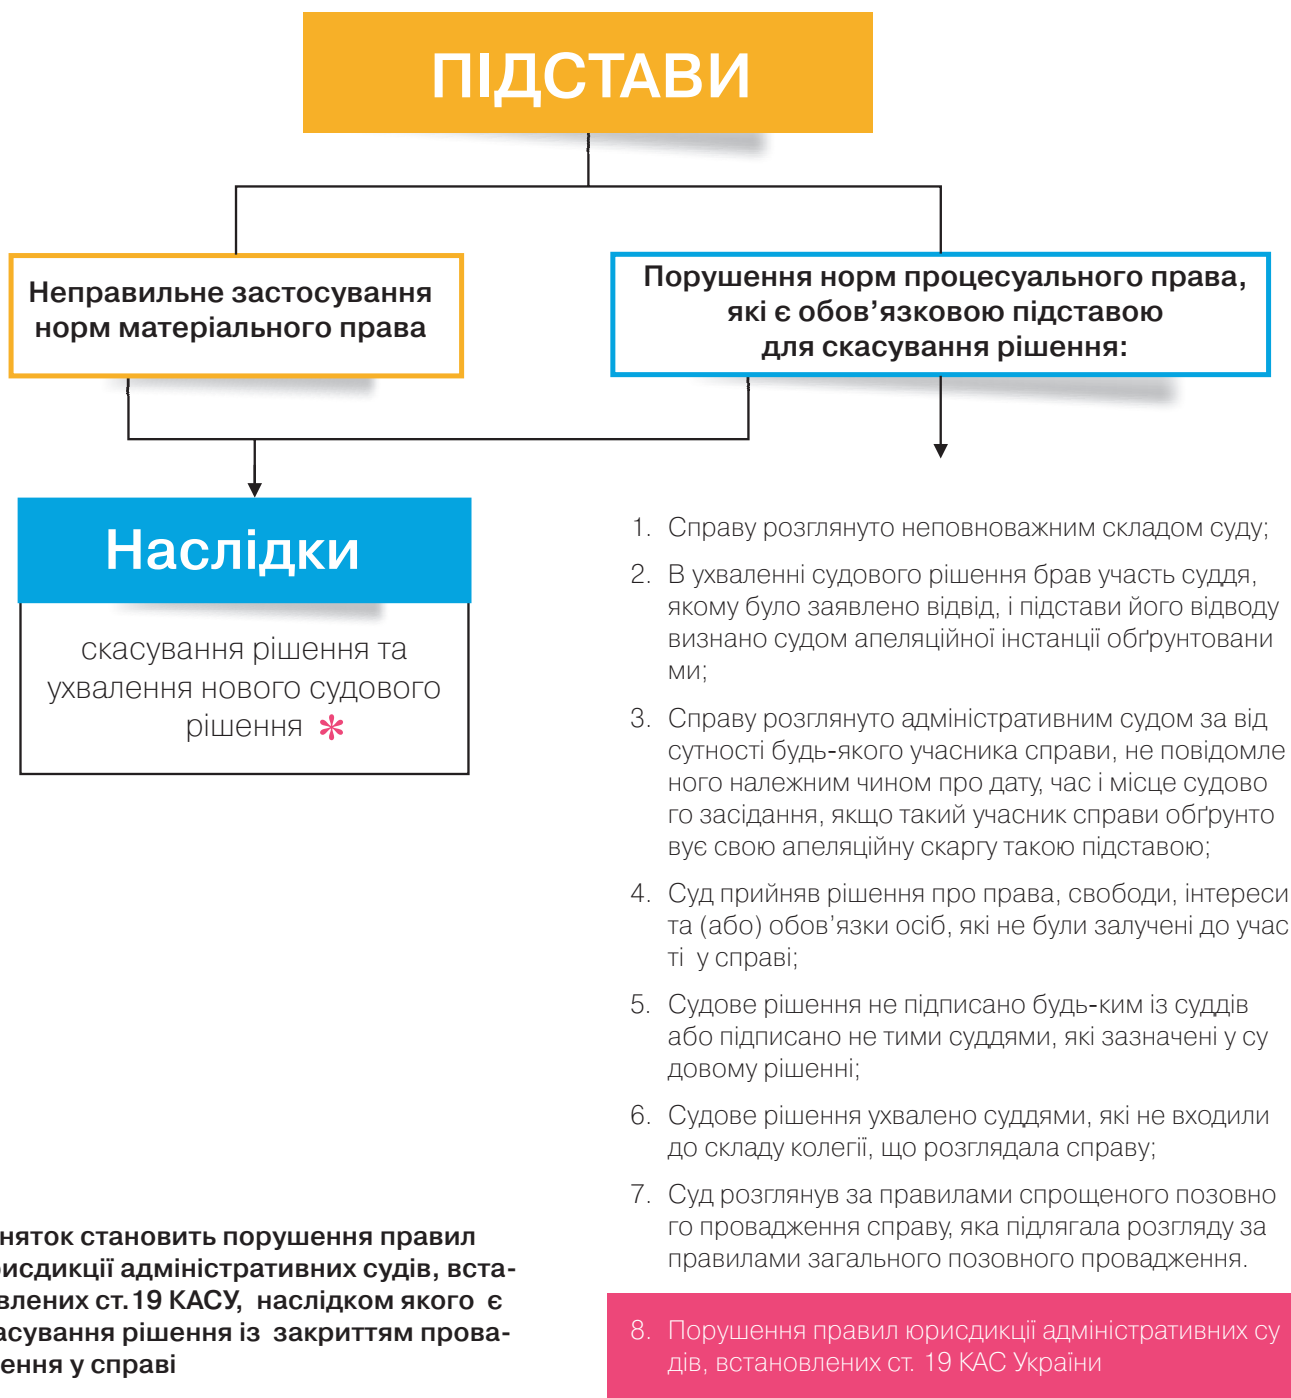 ПІДСТАВИ
Неправильне застосування
норм матеріального права
Порушення норм процесуального права,
які є обов’язковою підставою
для скасування рішення:
Наслідки
скасування рішення та
ухвалення нового судового
рішення *
1. Справу розглянуто неповноважним складом суду;
2. В ухваленні судового рішення брав участь суддя,
якому було заявлено відвід, і підстави його відводу
визнано судом апеляційної інстанції обґрунтовани
ми;
3. Справу розглянуто адміністративним судом за від
сутності будь-якого учасника справи, не повідомле
ного належним чином про дату, час і місце судово
го засідання, якщо такий учасник справи обґрунто
вує свою апеляційну скаргу такою підставою;
4. Суд прийняв рішення про права, свободи, інтереси
та (або) обов’язки осіб, які не були залучені до учас
ті у справі;
5. Судове рішення не підписано будь-ким із суддів
або підписано не тими суддями, які зазначені у су
довому рішенні;
6. Судове рішення ухвалено суддями, які не входили
до складу колегії, що розглядала справу;
7. Суд розглянув за правилами спрощеного позовно
го провадження справу, яка підлягала розгляду за
правилами загального позовного провадження.
8. Порушення правил юрисдикції адміністративних су
дів, встановлених ст. 19 КАС України
няток становить порушення правил
рисдикції адміністративних судів, вста-
влених ст. 19 КАСУ, наслідком якого є
асування рішення із закриттям прова-
ення у справі